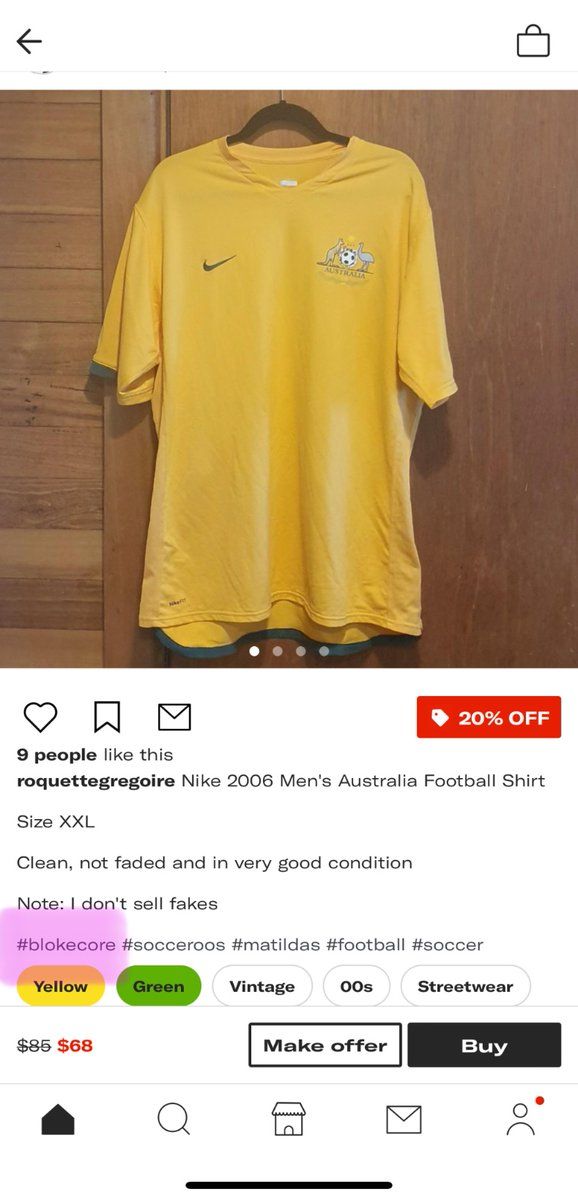 AUSTRALIA
20% OFF
9 people like this
roquettegregoire Nike 2006 Men's Australia Football Shirt
Size XXL
Clean, not faded and in very good condition
Note: I don't sell fakes
#blokecore #socceroos #matildas #football #soccer
Yellow Green Vintage 00s Streetwear
$85 $68 Make offer Buy